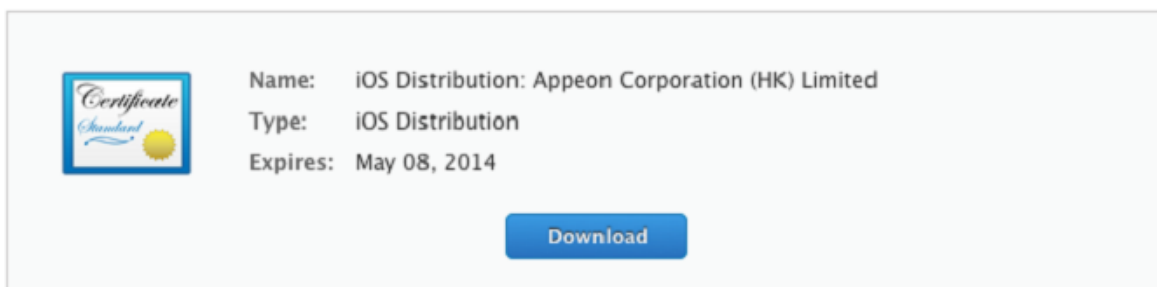 Certificate
Standard
Name: iOS Distribution: Appeon Corporation (HK) Limited
Type: iOS Distribution
Expires: May 08, 2014
Download